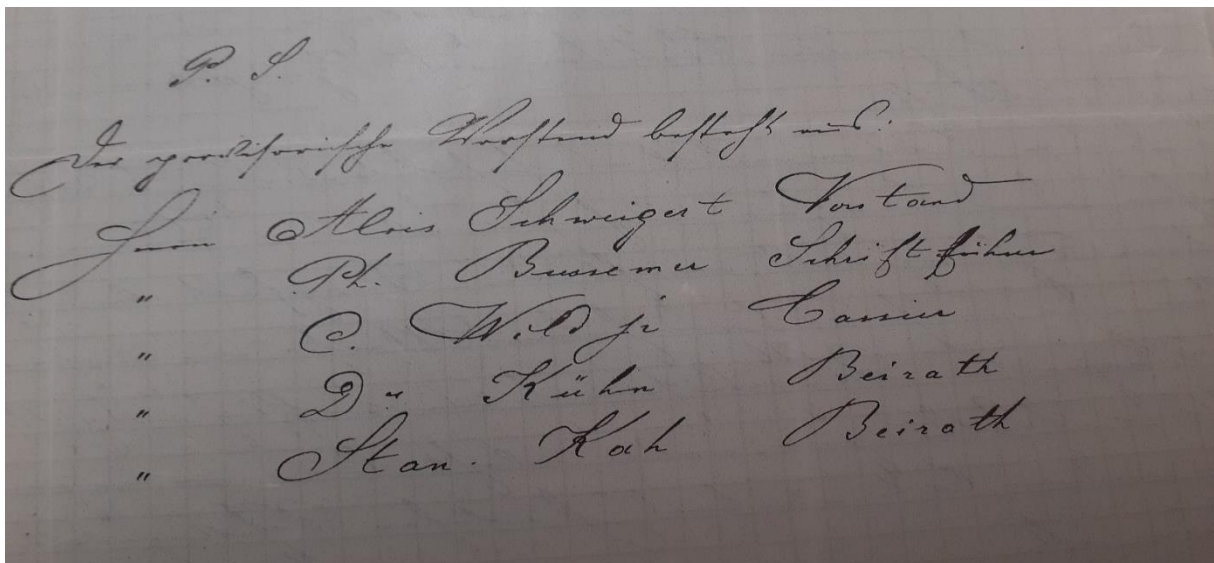 P. S.
Der provisorische Vorstand besteht aus:
Herrn Alois Schweigert Vorstand
" Ph. Bussemer Schriftführer
" C. Wild jr Cassier
" Dr Kühn Beirath
" Stan. Koch Beirath